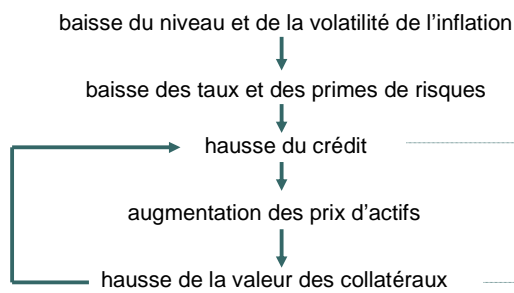 baisse du niveau et de la volatilité de l'inflation
baisse des taux et des primes de risques
hausse du crédit
augmentation des prix d'actifs
hausse de la valeur des collatéraux